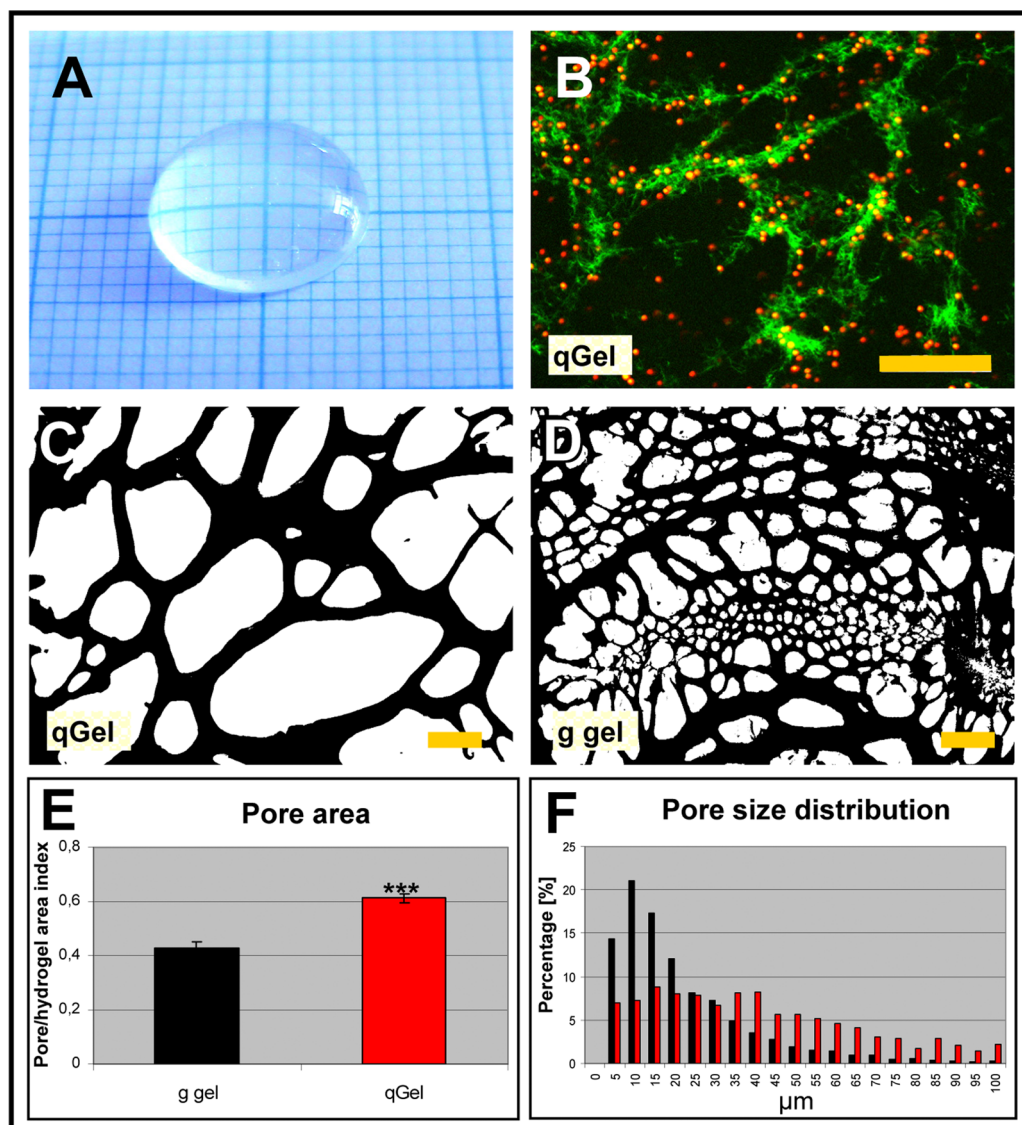 A
B
qGel
C
qGel
D
g gel
E
Pore area
Pore/hydrogel area index
0,8
0,6
0,4
0,2
0
***
g gel
qGel
F
Pore size distribution
Percentage [%]
25
20
15
10
5
0
0 5 10 15 20 25 30 35 40 45 50 55 60 65 70 75 80 85 90 95 100
µm